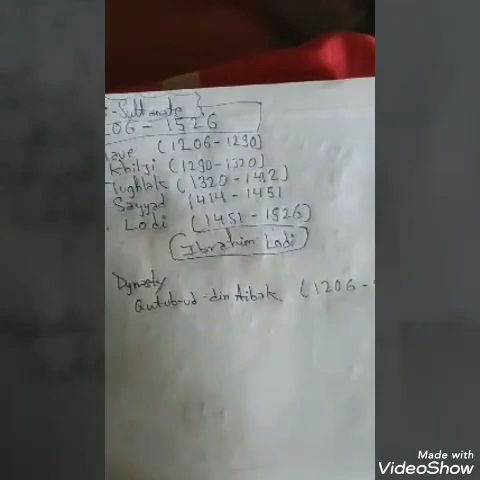 i-Sultanate
206 - 1526
lave (1206-1290)
Khilji (1290-1320)
Tughlak (1320-1412)
Sayyad 1414-1451
Lodi (1451-1526)
Ibrahim Lodi
Dynasty
Qutub-ud-din Aibak (1206-
Made with
VideoShow